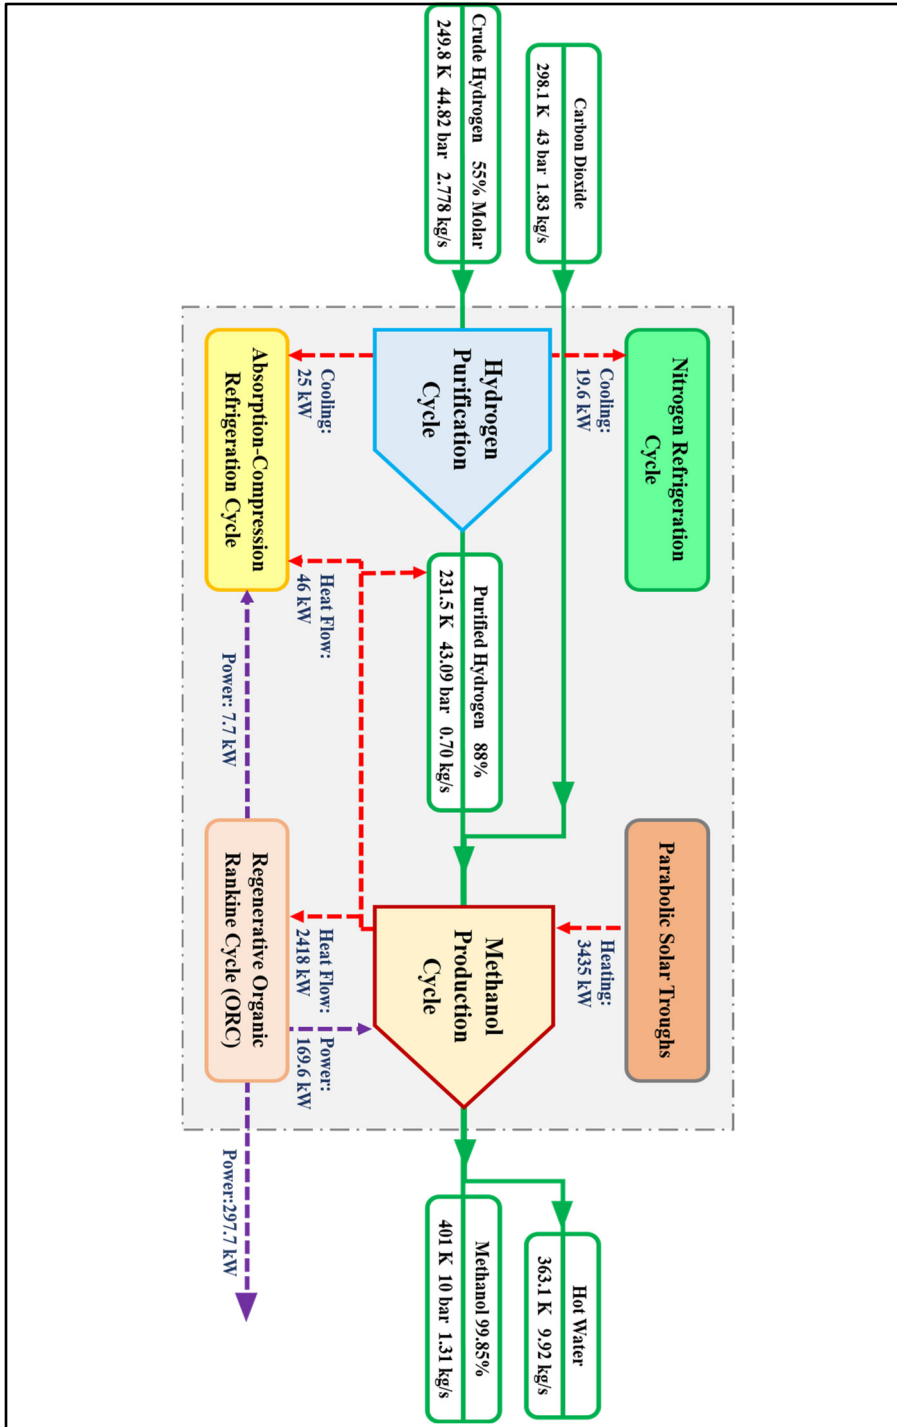 Carbon Dioxide
298.1 K 43 bar 1.83 kg/s
Crude Hydrogen 55% Molar
249.8 K 44.82 bar 2.778 kg/s
Nitrogen Refrigeration
Cycle
Cooling:
19.6 kW
Hydrogen
Purification
Cycle
Cooling:
25 kW
Absorption-Compression
Refrigeration Cycle
Purified Hydrogen 88%
231.5 K 43.09 bar 0.70 kg/s
Heat Flow:
46 kW
Power: 7.7 kW
Parabolic Solar Troughs
Heating:
3435 kW
Methanol
Production
Cycle
Heat Flow:
2418 kW
Power:
169.6 kW
Regenerative Organic
Rankine Cycle (ORC)
Power:297.7 kW
Hot Water
363.1 K 9.92 kg/s
Methanol 99.85%
401 K 10 bar 1.31 kg/s